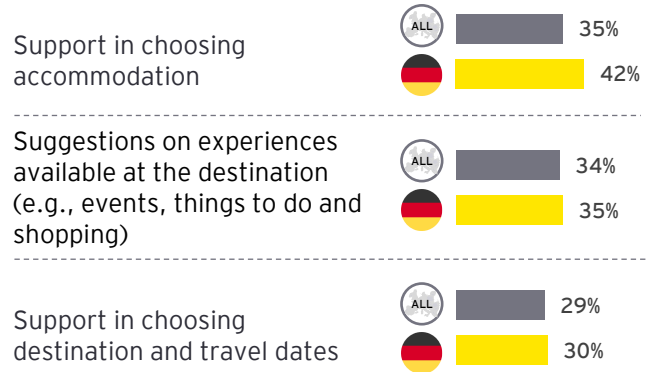 Support in choosing
accommodation
ALL
35%
42%
Suggestions on experiences
available at the destination
(e.g., events, things to do and
shopping)
ALL
34%
35%
Support in choosing
destination and travel dates
ALL
29%
30%